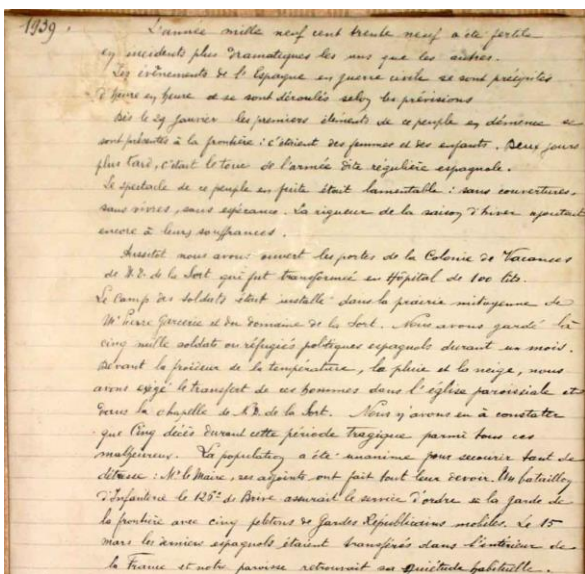 1939.
L'année mille neuf cent trente neuf a été fertile
en incidents plus dramatiques les uns que les autres.
Les évènements de l'Espagne en guerre civile se sont précipités
d'heure en heure et se sont déroulés selon les prévisions
Dès le 29 janvier les premiers éléments de ce peuple en démence se
sont présentés à la frontière : c'étaient des femmes et des enfants. Deux jours
plus tard, c'était le tour de l'armée dite régulière espagnole.
Le spectacle de ce peuple en fuite était lamentable : sans couvertures -
sans vivres, sans espérance. La rigueur de la saison d'hiver ajoutait
encore à leurs souffrances.
Aussitôt nous avons ouvert les portes de la Colonie de Vacances
de N.D. de la Sort qui fut transformée en Hôpital de 100 lits.
Le camp des soldats était installé dans la prairie mitoyenne de
Mr Pierre et du domaine de la Sort. Nous avons gardé là
cinq mille soldats ou réfugiés politiques espagnols durant un mois.
Devant la froideur de la température, la pluie et la neige, nous
avons exigé le transfert de ces hommes dans l'église paroissiale et
dans la chapelle de N.D. de la Sort. Nous n'avons eu à constater
que Cinq décès durant cette période tragique parmi tous ces
malheureux. La population a été unanime pour secourir tant de
détresse : Mr le Maire, ses adjoints ont fait tout leur devoir. Un bataillon
d'Infanterie le 126e de Brive assurait le service d'ordre et la garde de
la frontière avec cinq pelotons de Gardes Républicains mobiles. Le 15
mars les derniers espagnols étaient transférés dans l'intérieur de
la France et notre paroisse retrouvait sa quiétude habituelle.